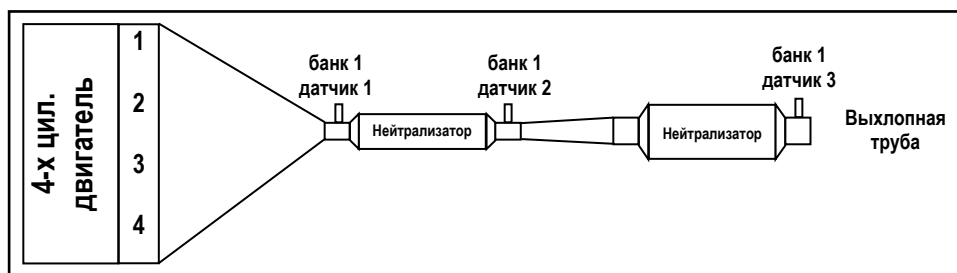 4-х цил.
двигатель
1
2
3
4
банк 1
датчик 1
Нейтрализатор
банк 1
датчик 2
Нейтрализатор
банк 1
датчик 3
Выхлопная
труба